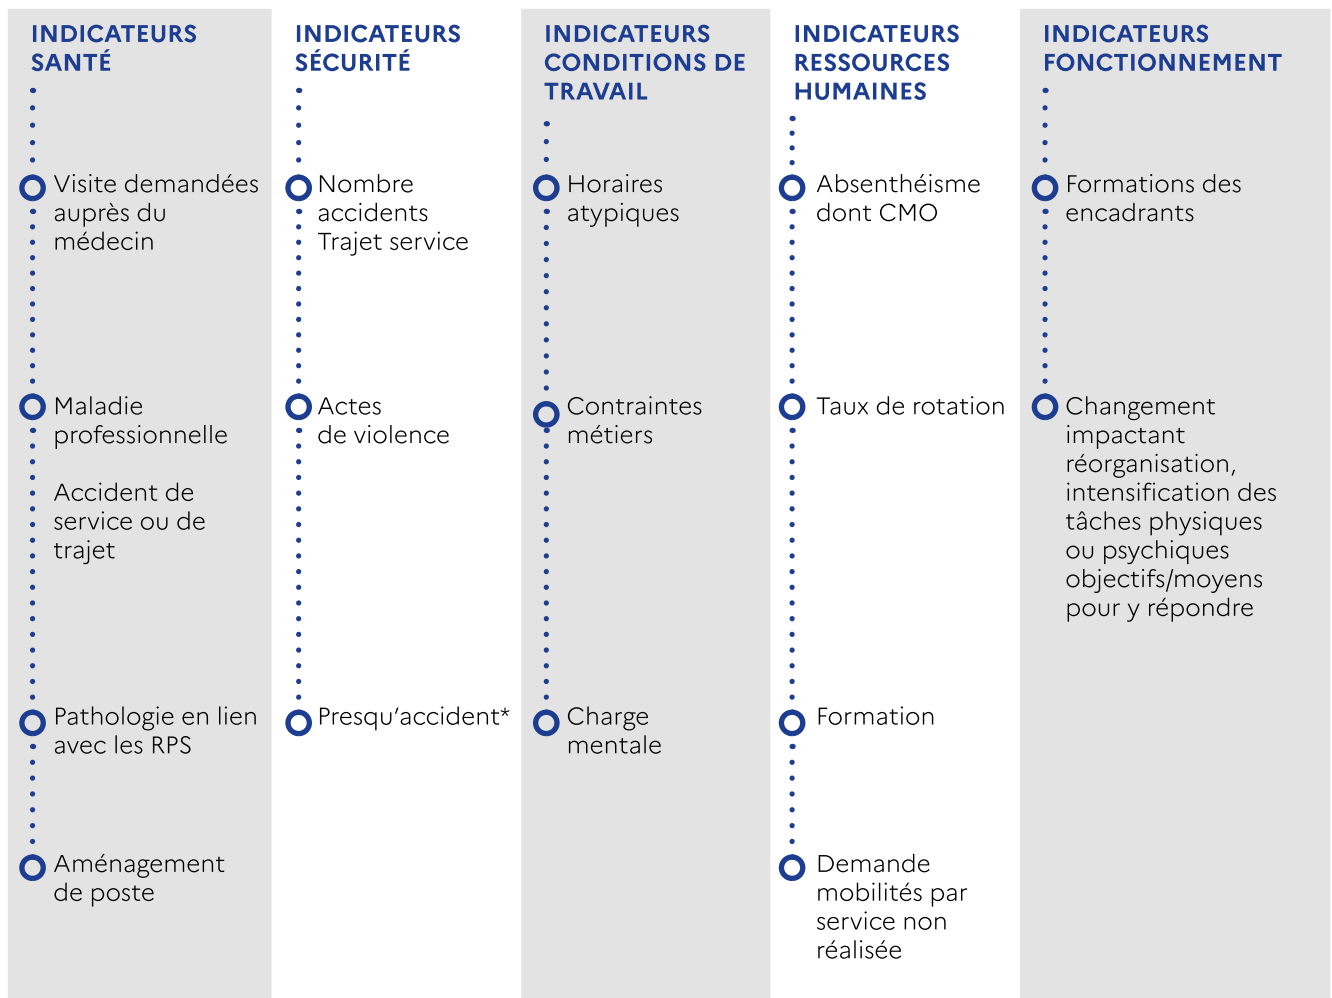 INDICATEURS
SANTÉ
Visite demandées
auprès du
médecin
Maladie
professionnelle
Accident de
service ou de
trajet
Pathologie en lien
avec les RPS
Aménagement
de poste
INDICATEURS
SÉCURITÉ
Nombre
accidents
Trajet service
Actes
de violence
Presqu’accident*
INDICATEURS
CONDITIONS DE
TRAVAIL
Horaires
atypiques
Contraintes
métiers
Charge
mentale
INDICATEURS
RESSOURCES
HUMAINES
Absenthéisme
dont CMO
Taux de rotation
Formation
Demande
mobilités par
service non
réalisée
INDICATEURS
FONCTIONNEMENT
Formations des
encadrants
Changement
impactant
réorganisation,
intensification des
tâches physiques
ou psychiques
objectifs/moyens
pour y répondre